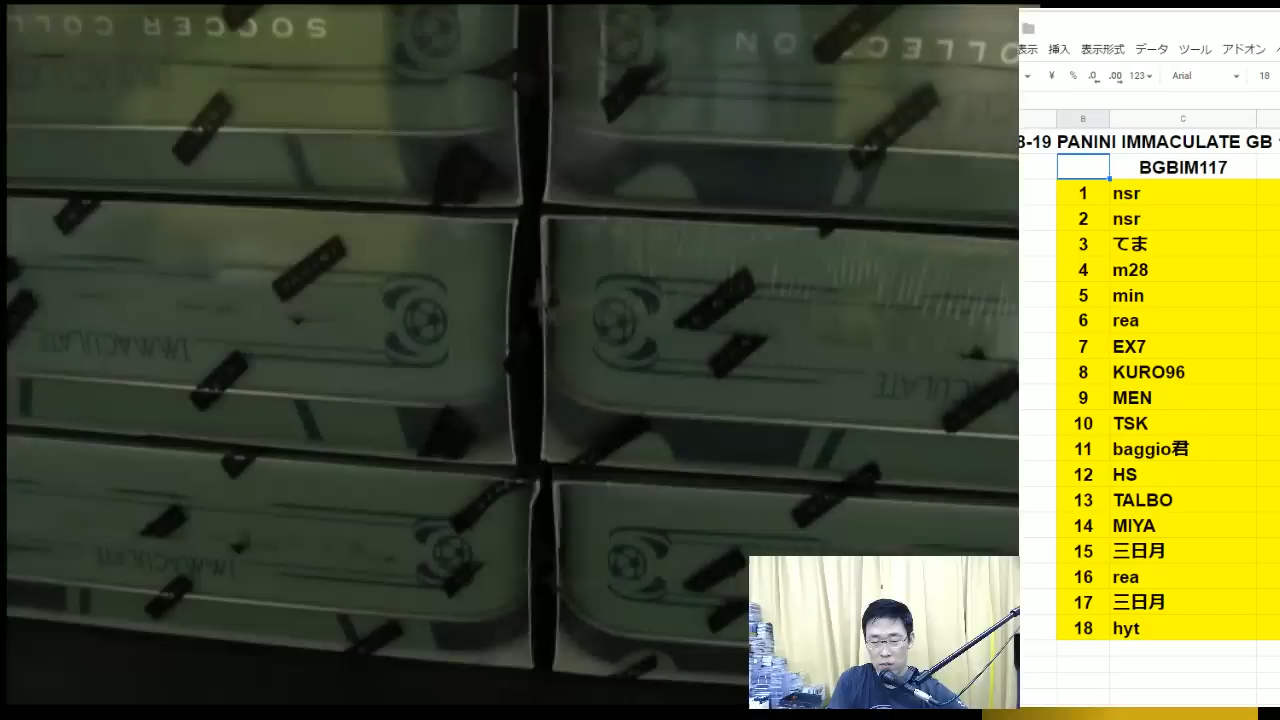 SOCCER COLL
OLLECTION
IMMACULATE
ACULATE
IMMA
表示 挿入 表示形式 データ ツール アドオン
¥ % .0 .00 123 Arial 18
B C
8-19 PANINI IMMACULATE GB
BGBIM117
1 nsr
2 nsr
3 てま
4 m28
5 min
6 rea
7 EX7
8 KURO96
9 MEN
10 TSK
11 baggio君
12 HS
13 TALBO
14 MIYA
15 三日月
16 rea
17 三日月
18 hyt